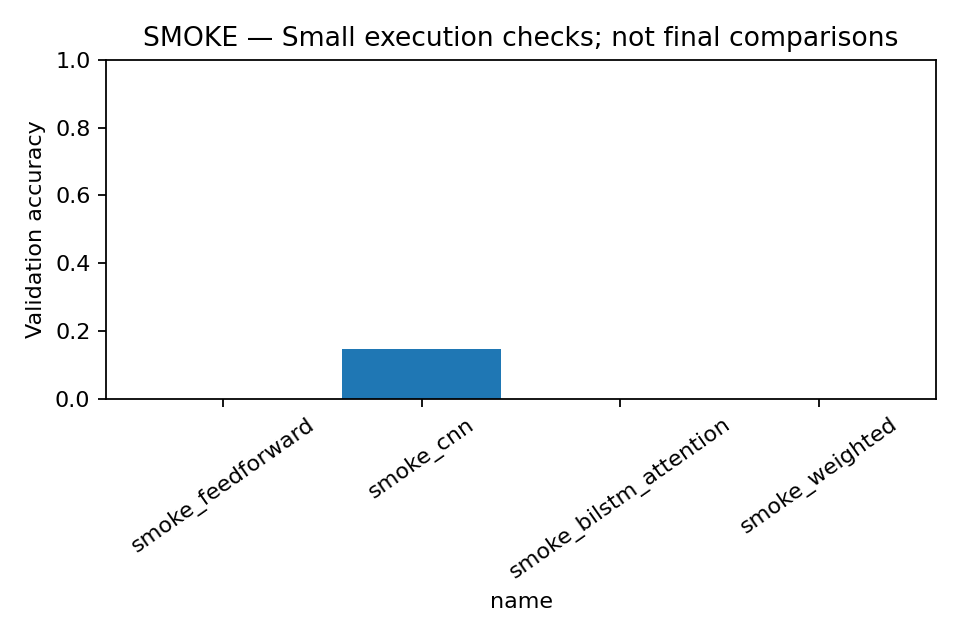 SMOKE — Small execution checks; not final comparisons
1.0
0.8
0.6
0.4
0.2
0.0
Validation accuracy
smoke_feedforward
smoke_cnn
smoke_bilstm_attention
smoke_weighted
name